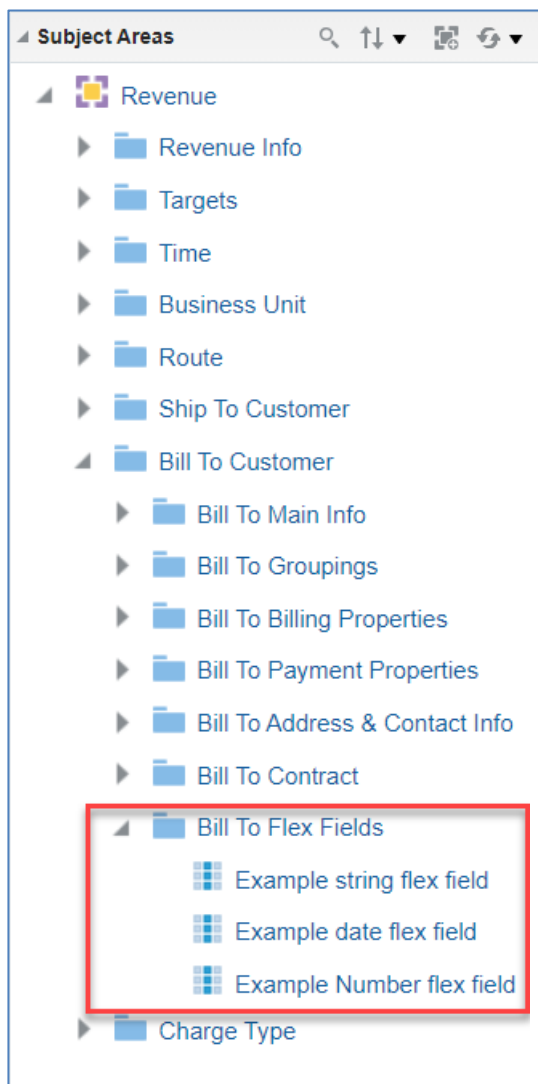 Subject Areas
Revenue
Revenue Info
Targets
Time
Business Unit
Route
Ship To Customer
Bill To Customer
Bill To Main Info
Bill To Groupings
Bill To Billing Properties
Bill To Payment Properties
Bill To Address & Contact Info
Bill To Contract
Bill To Flex Fields
Example string flex field
Example date flex field
Example Number flex field
Charge Type